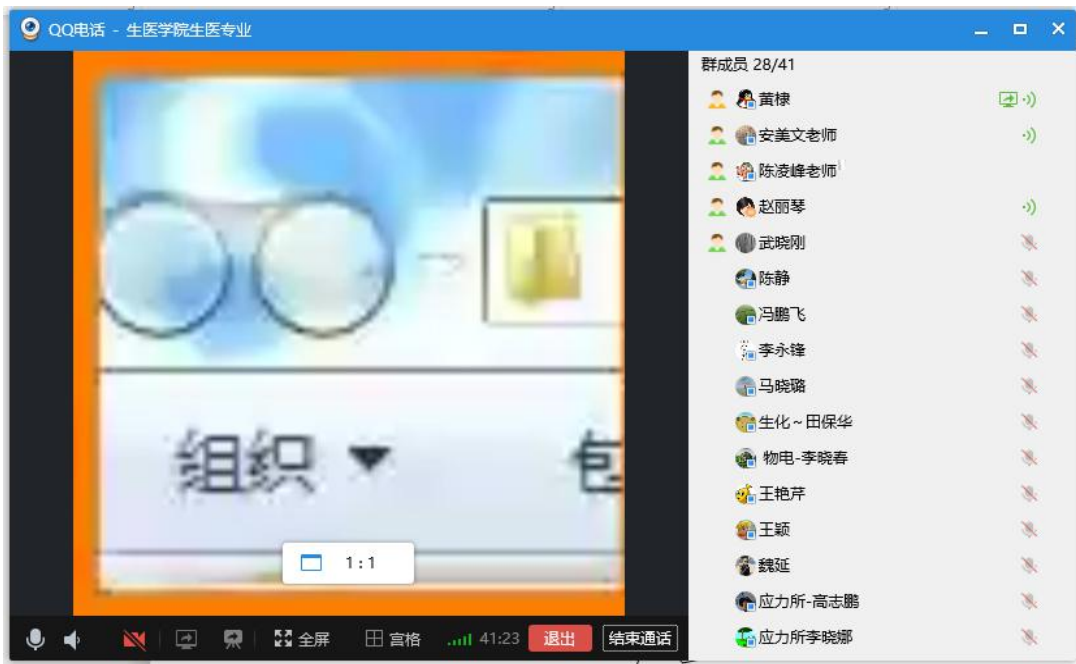 QQ电话 - 生医学院生医专业
组织
1:1
全屏
宫格
41:23
退出
结束通话
群成员 28/41
黄棣
安美文老师
陈凌峰老师
赵丽琴
武晓刚
陈静
冯鹏飞
李永锋
马晓璐
生化~田保华
物电-李晓春
王艳芹
王颖
魏延
应力所-高志鹏
应力所李晓娜